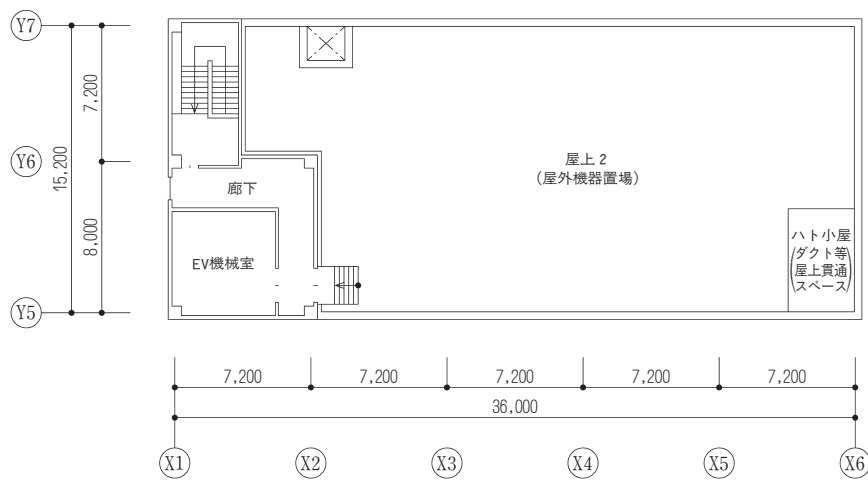 Y7
7,200
15,200
Y6
8,000
Y5
屋上2
（屋外機器置場）
廊下
EV機械室
ハト小屋
（ダクト等
屋上貫通
スペース）
7,200
7,200
7,200
7,200
7,200
36,000
X1
X2
X3
X4
X5
X6